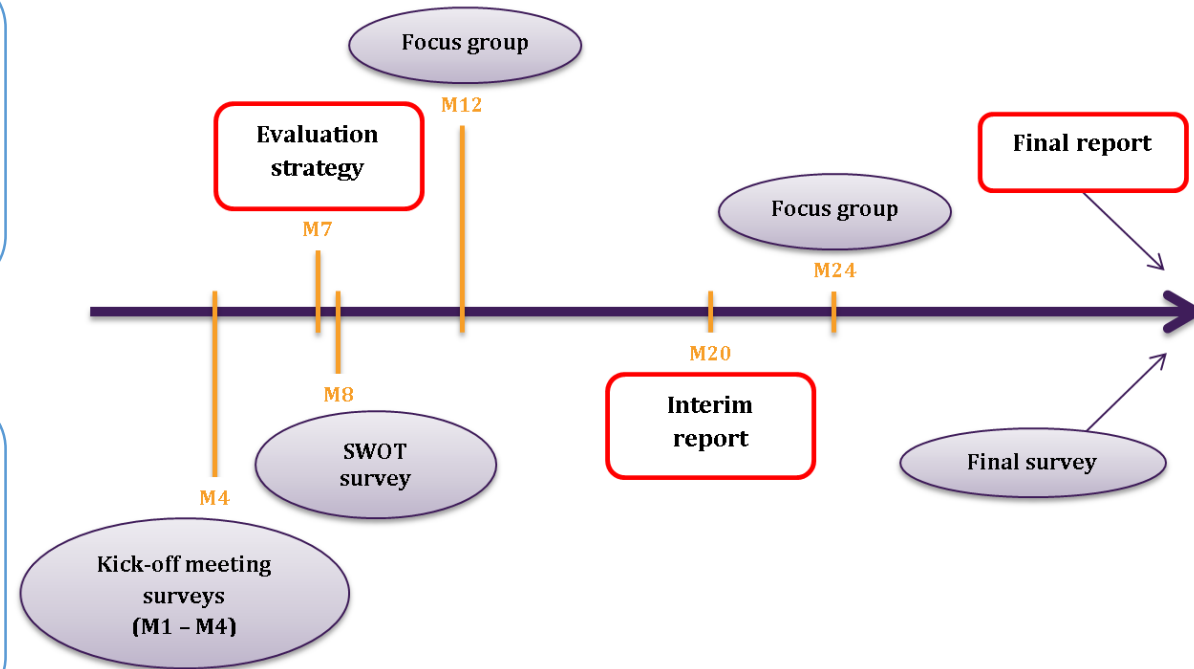 Focus group
M12
Evaluation
strategy
M7
Final report
Focus group
M24
M8
SWOT
survey
M20
Interim
report
Final survey
M4
Kick-off meeting
surveys
(M1 – M4)